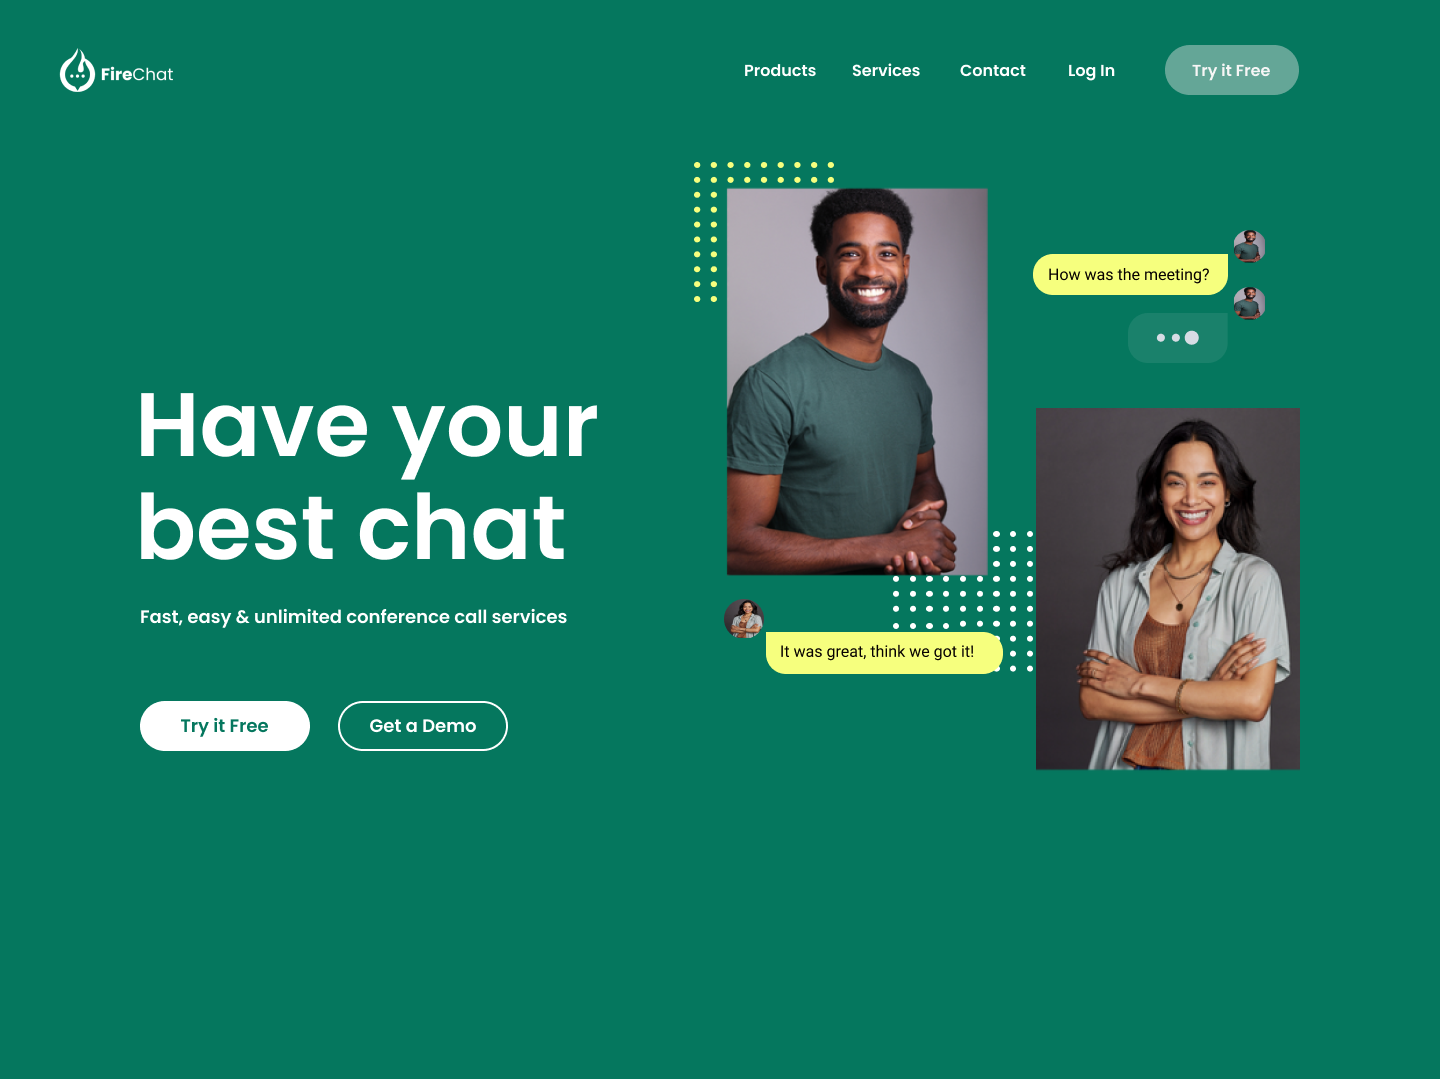 FireChat
Products
Services
Contact
Log In
Try it Free
How was the meeting?
Have your
best chat
Fast, easy & unlimited conference call services
It was great, think we got it!
Try it Free
Get a Demo